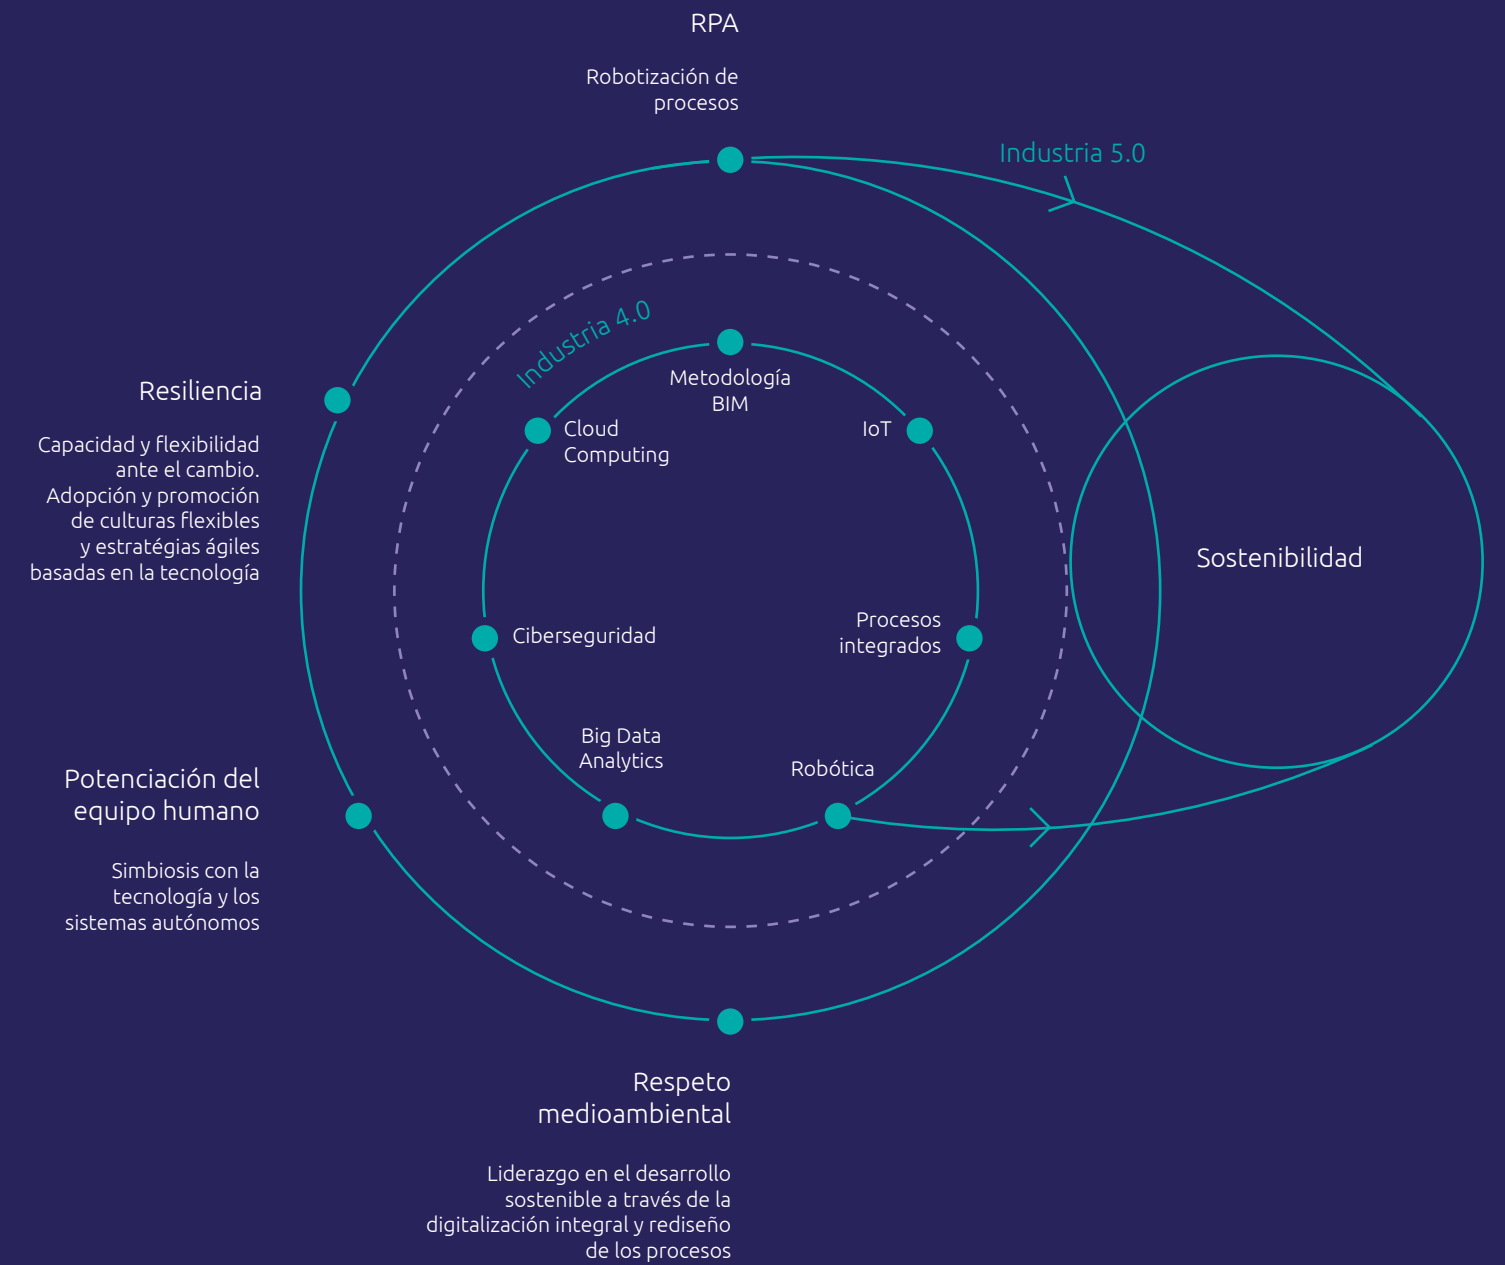 RPA
Robotización de
procesos
Industria 5.0
Industria 4.0
Metodología
BIM
Cloud
Computing
IoT
Resiliencia
Capacidad y flexibilidad
ante el cambio.
Adopción y promoción
de culturas flexibles
y estratégias ágiles
basadas en la tecnología
Sostenibilidad
Ciberseguridad
Procesos
integrados
Big Data
Analytics
Robótica
Potenciación del
equipo humano
Simbiosis con la
tecnología y los
sistemas autónomos
Respeto
medioambiental
Liderazgo en el desarrollo
sostenible a través de la
digitalización integral y rediseño
de los procesos